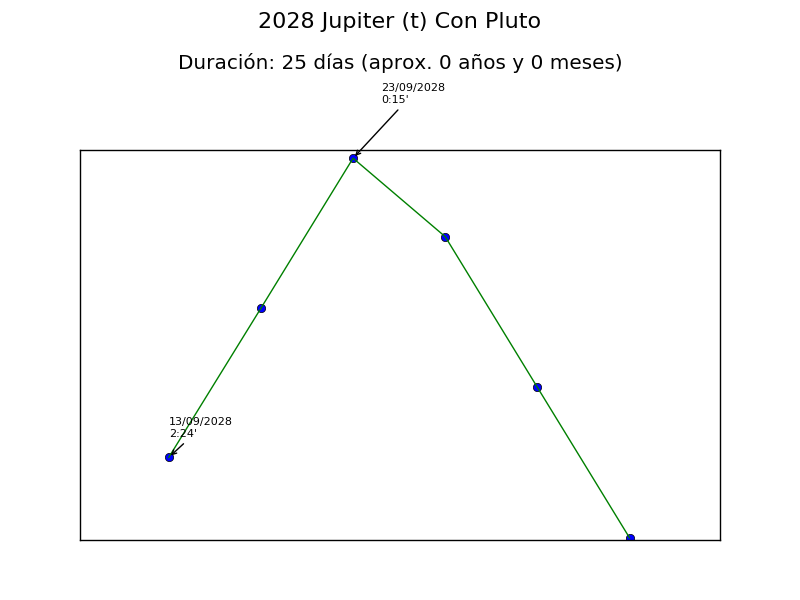 2028 Jupiter (t) Con Pluto
Duración: 25 días (aprox. 0 años y 0 meses)
23/09/2028
0:15'
13/09/2028
2:24'